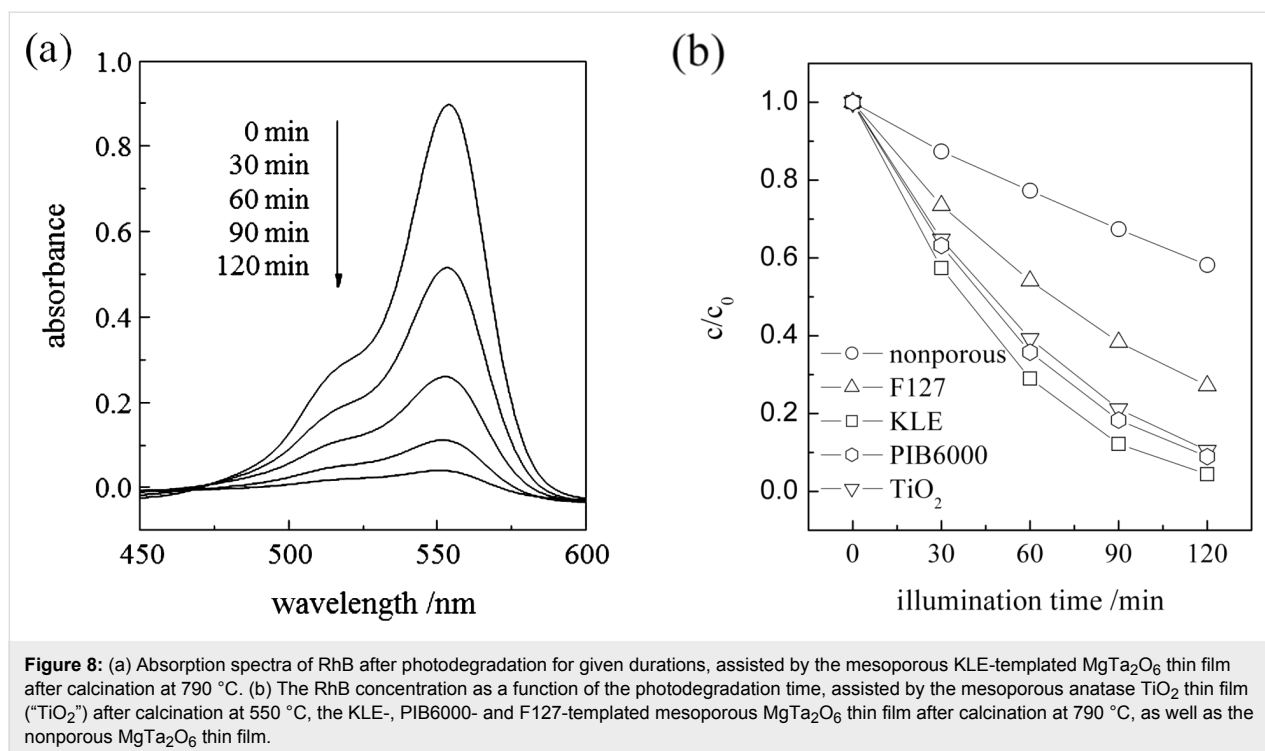 (a)
1.0
0.8
0.6
0.4
0.2
0.0
absorbance
0 min
30 min
60 min
90 min
120 min
450
500
550
600
wavelength /nm
(b)
1.0
0.8
0.6
0.4
0.2
0.0
c/c₀
nonporous
F127
KLE
PIB6000
TiO₂
0
30
60
90
120
illumination time /min
Figure 8: (a) Absorption spectra of RhB after photodegradation for given durations, assisted by the mesoporous KLE-templated MgTa₂O₆ thin film
after calcination at 790 °C. (b) The RhB concentration as a function of the photodegradation time, assisted by the mesoporous anatase TiO₂ thin film
(“TiO₂”) after calcination at 550 °C, the KLE-, PIB6000- and F127-templated mesoporous MgTa₂O₆ thin film after calcination at 790 °C, as well as the
nonporous MgTa₂O₆ thin film.